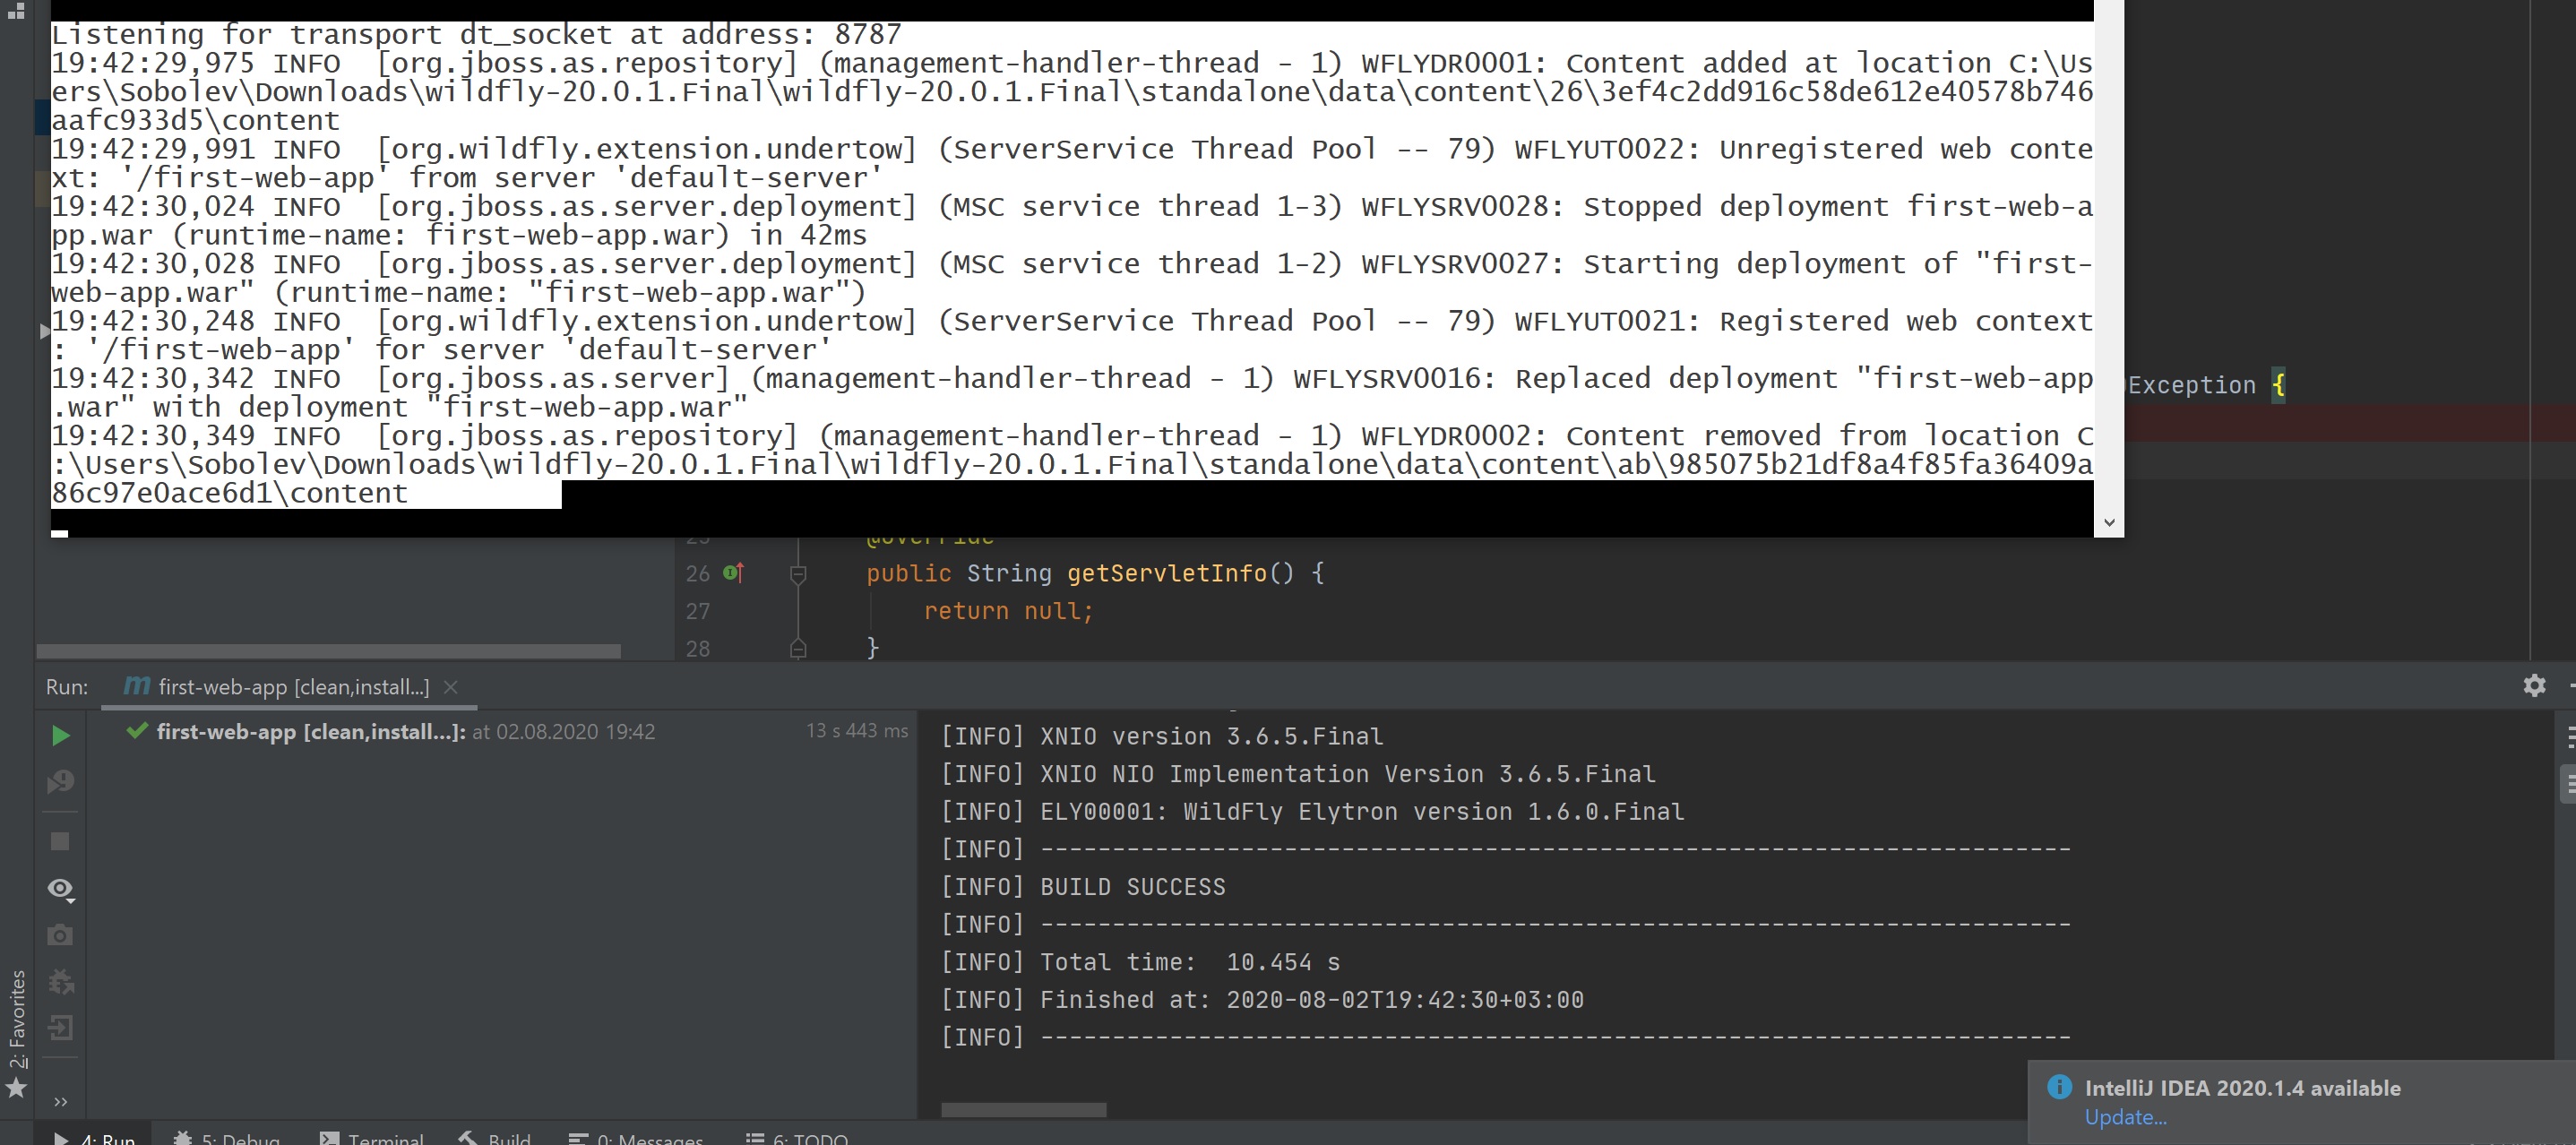 Listening for transport dt_socket at address: 8787
19:42:29,975 INFO  [org.jboss.as.repository] (management-handler-thread - 1) WFLYDR0001: Content added at location C:\Us
ers\Sobolev\Downloads\wildfly-20.0.1.Final\wildfly-20.0.1.Final\standalone\data\content\26\3ef4c2dd916c58de612e40578b746
aafc933d5\content
19:42:29,991 INFO  [org.wildfly.extension.undertow] (ServerService Thread Pool -- 79) WFLYUT0022: Unregistered web conte
xt: '/first-web-app' from server 'default-server'
19:42:30,024 INFO  [org.jboss.as.server.deployment] (MSC service thread 1-3) WFLYSRV0028: Stopped deployment first-web-a
pp.war (runtime-name: first-web-app.war) in 42ms
19:42:30,028 INFO  [org.jboss.as.server.deployment] (MSC service thread 1-2) WFLYSRV0027: Starting deployment of "first-
web-app.war" (runtime-name: "first-web-app.war")
19:42:30,248 INFO  [org.wildfly.extension.undertow] (ServerService Thread Pool -- 79) WFLYUT0021: Registered web context
: '/first-web-app' for server 'default-server'
19:42:30,342 INFO  [org.jboss.as.server] (management-handler-thread - 1) WFLYSRV0016: Replaced deployment "first-web-app
.war" with deployment "first-web-app.war"
19:42:30,349 INFO  [org.jboss.as.repository] (management-handler-thread - 1) WFLYDR0002: Content removed from location C
:\Users\Sobolev\Downloads\wildfly-20.0.1.Final\wildfly-20.0.1.Final\standalone\data\content\ab\985075b21df8a4f85fa36409a
86c97e0ace6d1\content
Exception {
25 @Override
26 public String getServletInfo() {
27 return null;
28 }
Run: first-web-app [clean,install...]
first-web-app [clean,install...]: at 02.08.2020 19:42 13 s 443 ms
[INFO] XNIO version 3.6.5.Final
[INFO] XNIO NIO Implementation Version 3.6.5.Final
[INFO] ELY00001: WildFly Elytron version 1.6.0.Final
[INFO] ------------------------------------------------------------------------
[INFO] BUILD SUCCESS
[INFO] ------------------------------------------------------------------------
[INFO] Total time:  10.454 s
[INFO] Finished at: 2020-08-02T19:42:30+03:00
[INFO] ------------------------------------------------------------------------
2: Favorites
IntelliJ IDEA 2020.1.4 available
Update...
4: Run 5: Debug Terminal Build 0: Messages 6: TODO